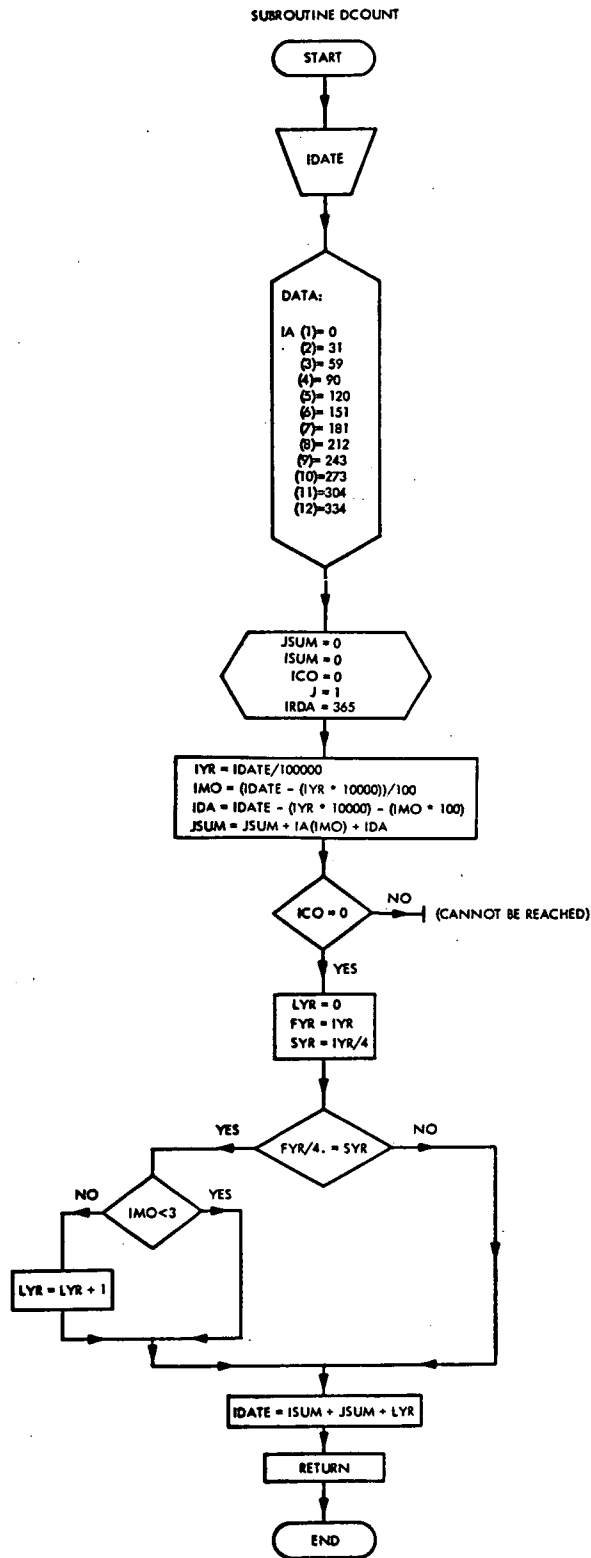 SUBROUTINE DCOUNT
START
IDATE
DATA:
IA (1)= 0
(2)= 31
(3)= 59
(4)= 90
(5)= 120
(6)= 151
(7)= 181
(8)= 212
(9)= 243
(10)=273
(11)=304
(12)=334
JSUM = 0
ISUM = 0
ICO = 0
J = 1
IRDA = 365
IYR = IDATE/100000
IMO = (IDATE - (IYR * 10000))/100
IDA = IDATE - (IYR * 10000) - (IMO * 100)
JSUM = JSUM + IA(IMO) + IDA
ICO = 0
NO
(CANNOT BE REACHED)
YES
LYR = 0
FYR = IYR
SYR = IYR/4
YES
FYR/4. = SYR
NO
NO
IMO<3
YES
LYR = LYR + 1
IDATE = ISUM + JSUM + LYR
RETURN
END